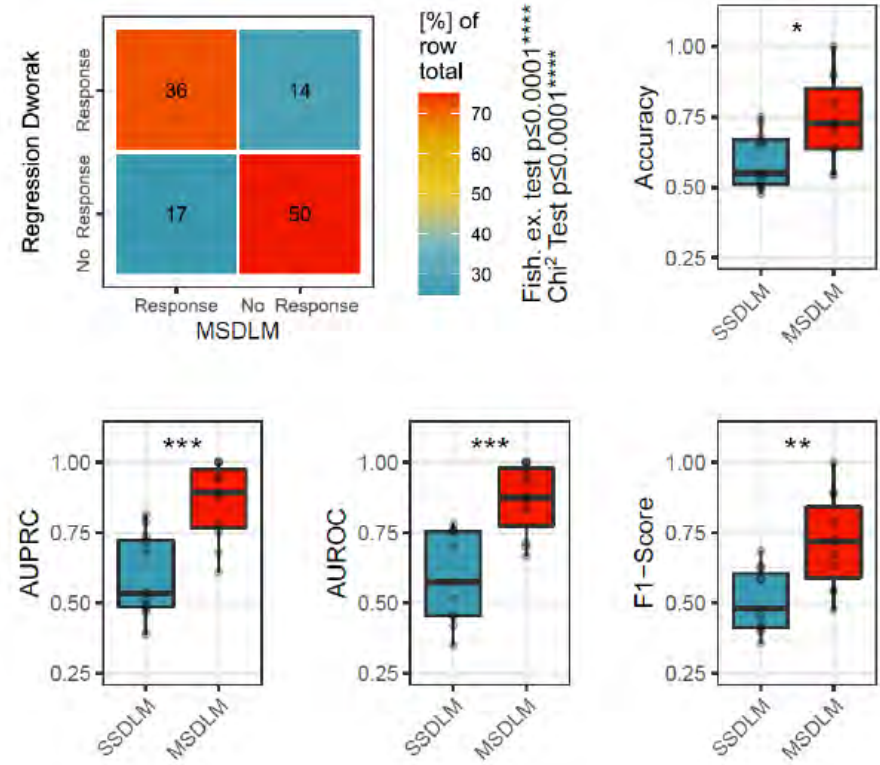 Regression Dworak
Response
No Response
36
14
17
50
Response
No Response
MSDLM
[%] of
row
total
70
60
50
40
30
Fish. ex. test p≤0.0001****
Chi² Test p≤0.0001****
Accuracy
1.00
0.75
0.50
0.25
*
SSDLM
MSDLM
AUPRC
1.00
0.75
0.50
0.25
***
SSDLM
MSDLM
AUROC
1.00
0.75
0.50
0.25
***
SSDLM
MSDLM
F1-Score
1.00
0.75
0.50
0.25
**
SSDLM
MSDLM